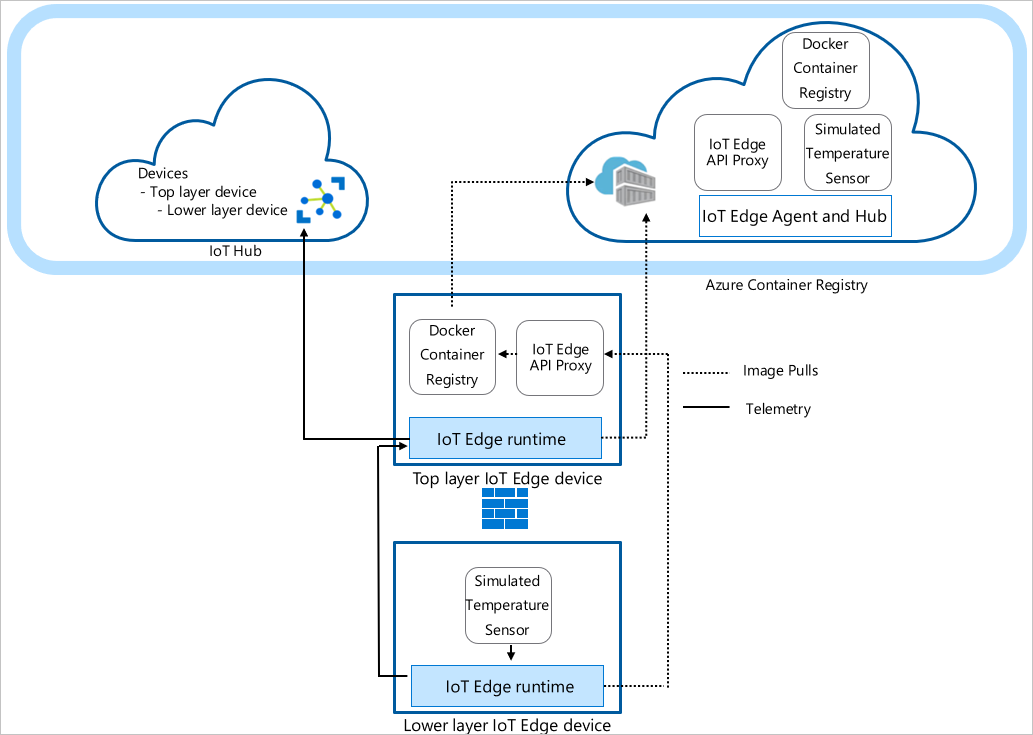 Docker
Container
Registry
IoT Edge
API Proxy
Simulated
Temperature
Sensor
IoT Edge Agent and Hub
Devices
- Top layer device
- Lower layer device
IoT Hub
Azure Container Registry
Docker
Container
Registry
IoT Edge
API Proxy
Image Pulls
Telemetry
IoT Edge runtime
Top layer IoT Edge device
Simulated
Temperature
Sensor
IoT Edge runtime
Lower layer IoT Edge device